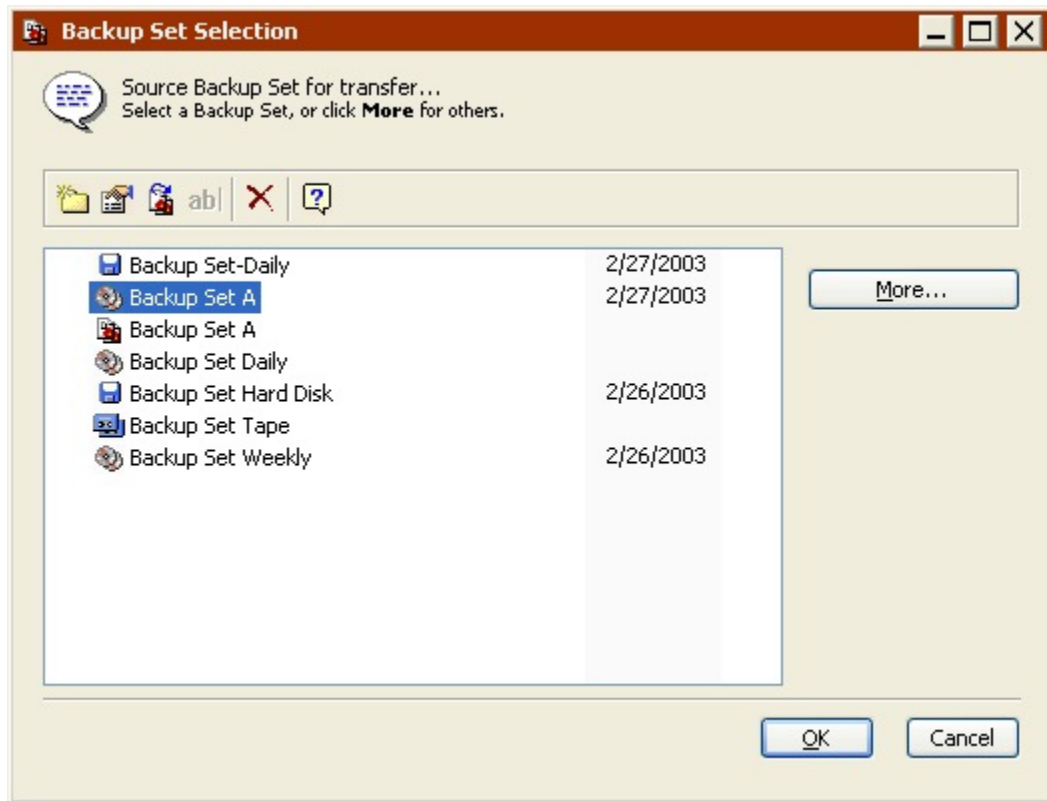 Backup Set Selection
Source Backup Set for transfer...
Select a Backup Set, or click More for others.
ab|
Backup Set-Daily 2/27/2003
Backup Set A 2/27/2003
More...
Backup Set A
Backup Set Daily
Backup Set Hard Disk 2/26/2003
Backup Set Tape
Backup Set Weekly 2/26/2003
OK Cancel